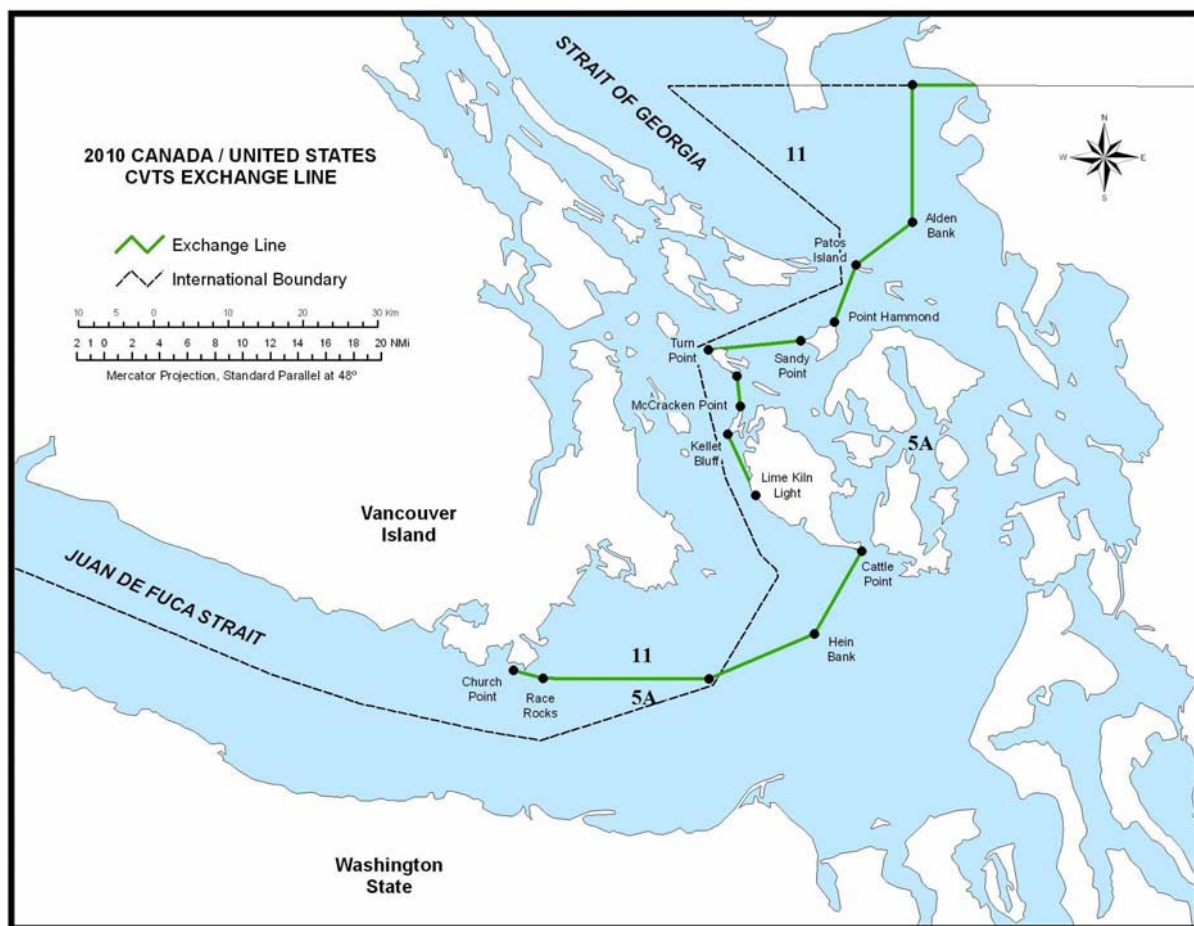 STRAIT OF GEORGIA
11
N
W
E
S
2010 CANADA / UNITED STATES
CVTS EXCHANGE LINE
Exchange Line
International Boundary
10 5 0 10 20 30 Km
2 1 0 2 4 6 8 10 12 14 16 18 20 NMi
Mercator Projection, Standard Parallel at 48º
Alden
Bank
Patos
Island
Point Hammond
Turn
Point
Sandy
Point
McCracken Point
Kellet
Bluff
5A
Lime Kiln
Light
Vancouver
Island
JUAN DE FUCA STRAIT
Cattle
Point
Hein
Bank
11
Church
Point
Race
Rocks
5A
Washington
State